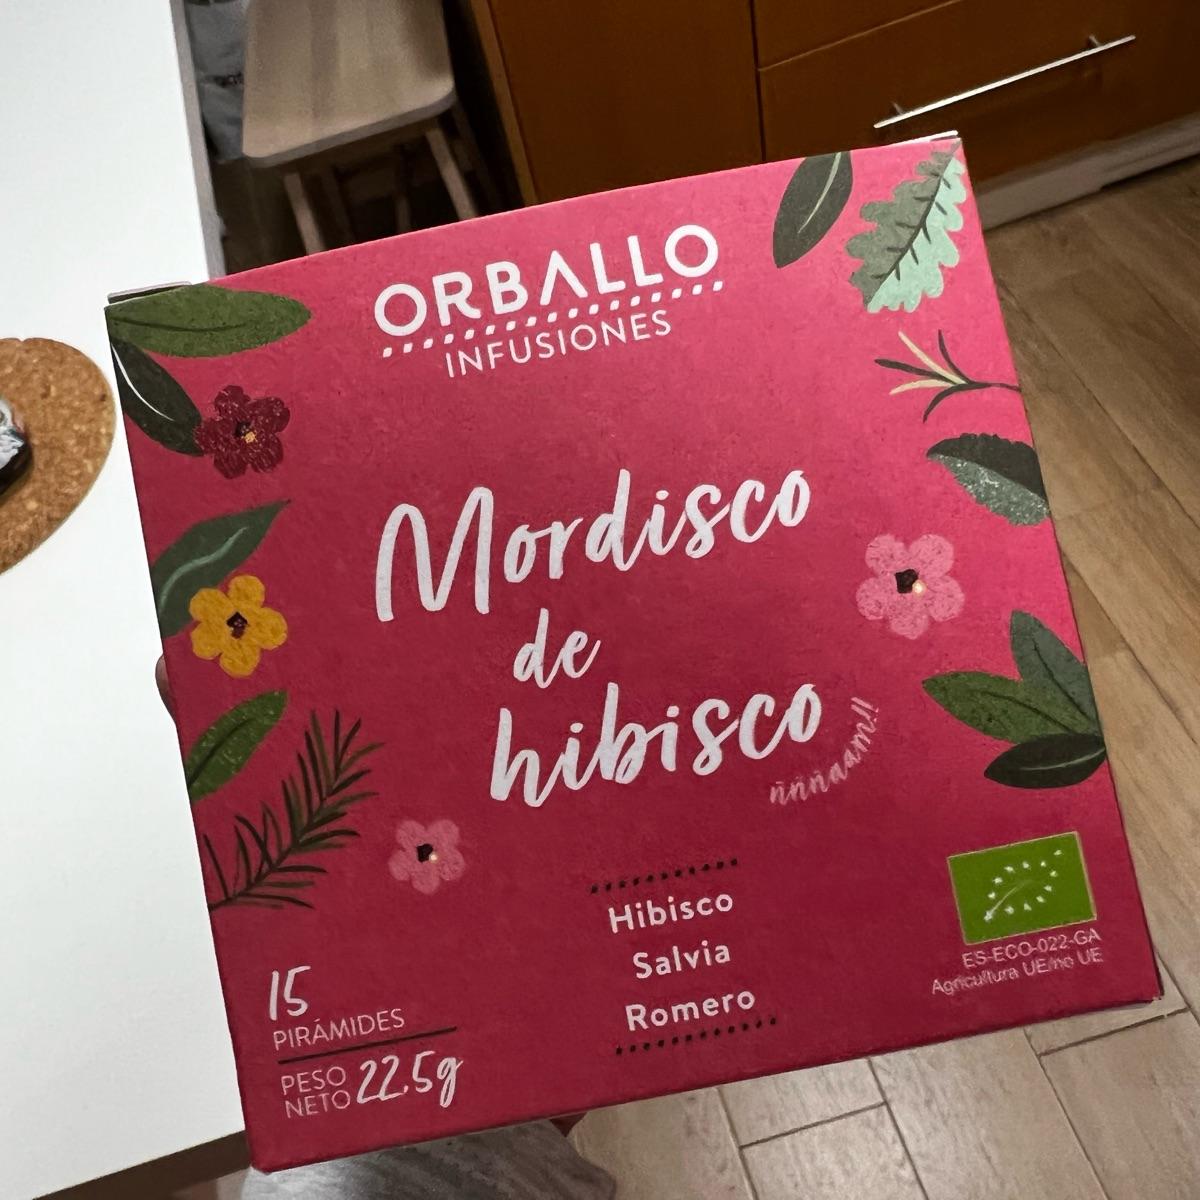 ORBALLO
INFUSIONES
Mordisco
de
hibisco
ñññaam!!
Hibisco
Salvia
Romero
15
PIRÁMIDES
PESO
NETO 22,5g
ES-ECO-022-GA
Agricultura UE/no UE